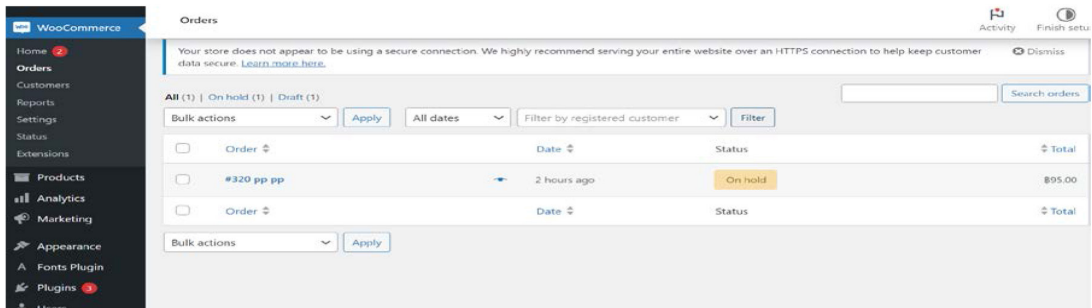 WooCommerce
Orders
Activity
Finish setu
Home 2
Orders
Customers
Reports
Settings
Status
Extensions
Products
Analytics
Marketing
Appearance
Fonts Plugin
Plugins 3
Your store does not appear to be using a secure connection. We highly recommend serving your entire website over an HTTPS connection to help keep customer
data secure. Learn more here.
Dismiss
All (1) | On hold (1) | Draft (1)
Search orders
Bulk actions Apply All dates Filter by registered customer Filter
Order Date Status Total
#320 pp pp 2 hours ago On hold ฿95.00
Order Date Status Total
Bulk actions Apply